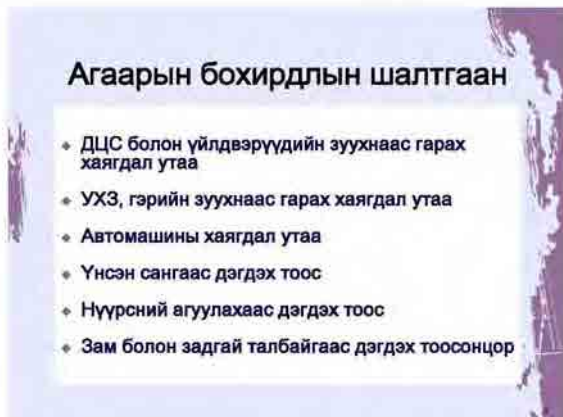 Агаарын бохирдлын шалтгаан
ДЦС болон үйлдвэрүүдийн зуухнаас гарах
хаягдал утаа
УХЗ, гэрийн зуухнаас гарах хаягдал утаа
Автомашины хаягдал утаа
Үнсэн сангаас дэгдэх тоос
Нүүрсний агуулахаас дэгдэх тоос
Зам болон задгай талбайгаас дэгдэх тоосонцор